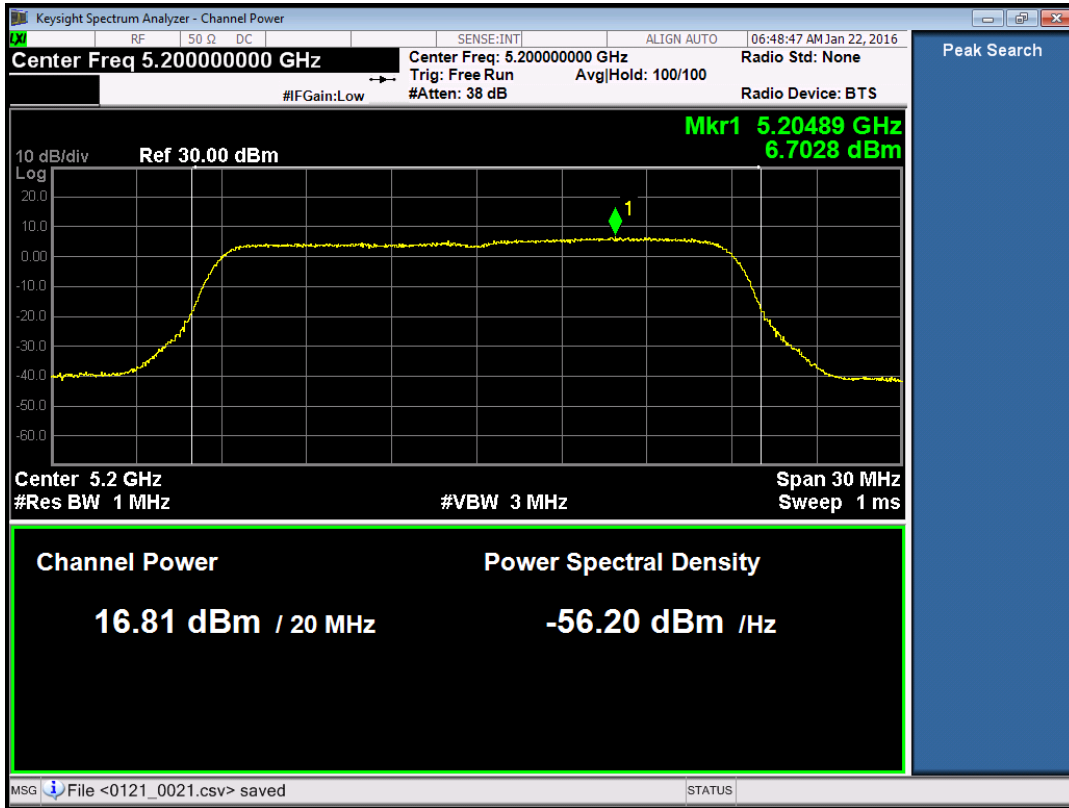 Keysight Spectrum Analyzer - Channel Power
LXI RF 50 Ω DC SENSE:INT ALIGN AUTO 06:48:47 AM Jan 22, 2016
Center Freq 5.200000000 GHz
#IFGain:Low
Center Freq: 5.200000000 GHz
Trig: Free Run Avg|Hold: 100/100
#Atten: 38 dB
Radio Std: None
Radio Device: BTS
Peak Search
Mkr1 5.20489 GHz
6.7028 dBm
10 dB/div Ref 30.00 dBm
Log
20.0
1
10.0
0.00
-10.0
-20.0
-30.0
-40.0
-50.0
-60.0
Center 5.2 GHz Span 30 MHz
#Res BW 1 MHz #VBW 3 MHz Sweep 1 ms
Channel Power Power Spectral Density
16.81 dBm / 20 MHz -56.20 dBm /Hz
MSG File <0121_0021.csv> saved STATUS